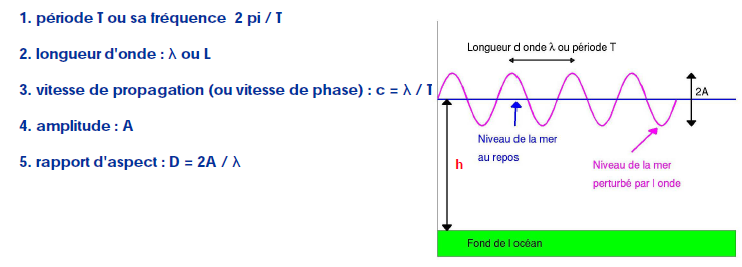 1. période T ou sa fréquence 2 pi / T
2. longueur d'onde : λ ou L
3. vitesse de propagation (ou vitesse de phase) : c = λ / T
4. amplitude : A
5. rapport d'aspect : D = 2A / λ
Longueur d onde λ ou période T
2A
Niveau de la mer
au repos
h
Niveau de la mer
perturbé par l onde
Fond de l océan